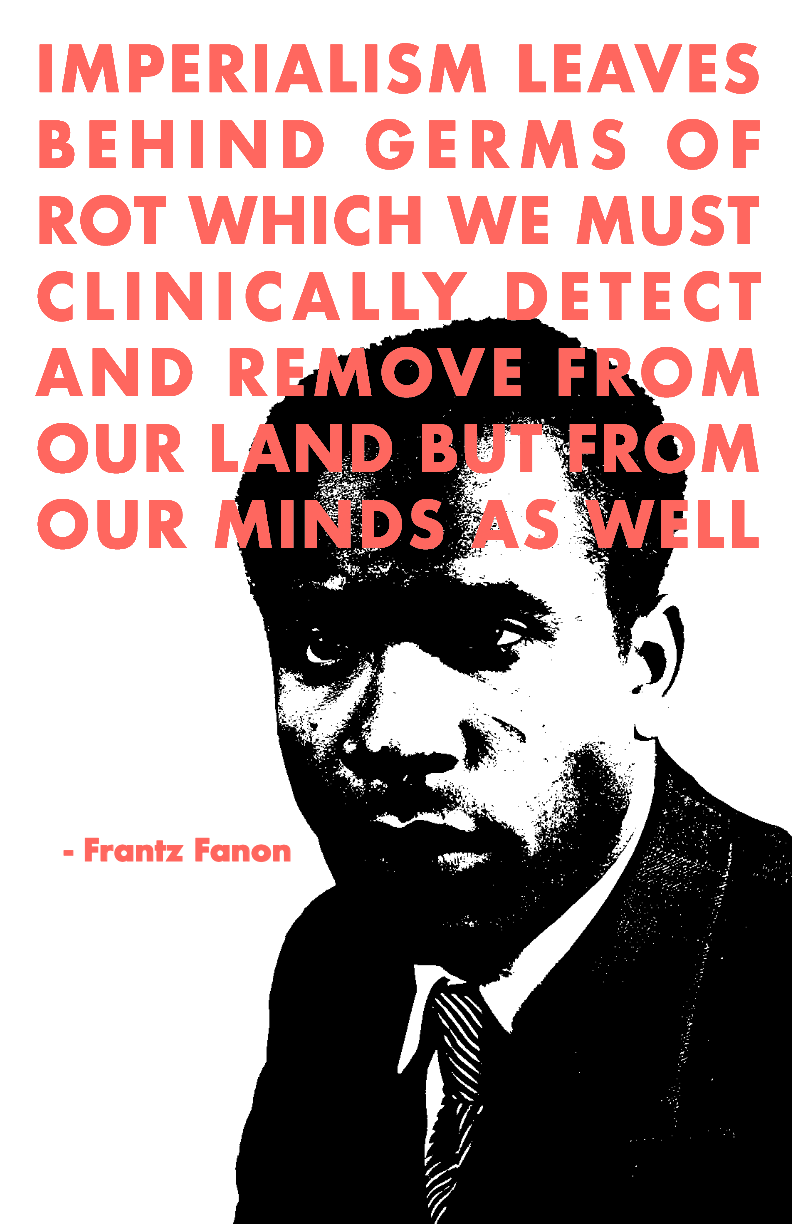 IMPERIALISM LEAVES
BEHIND GERMS OF
ROT WHICH WE MUST
CLINICALLY DETECT
AND REMOVE FROM
OUR LAND BUT FROM
OUR MINDS AS WELL
- Frantz Fanon